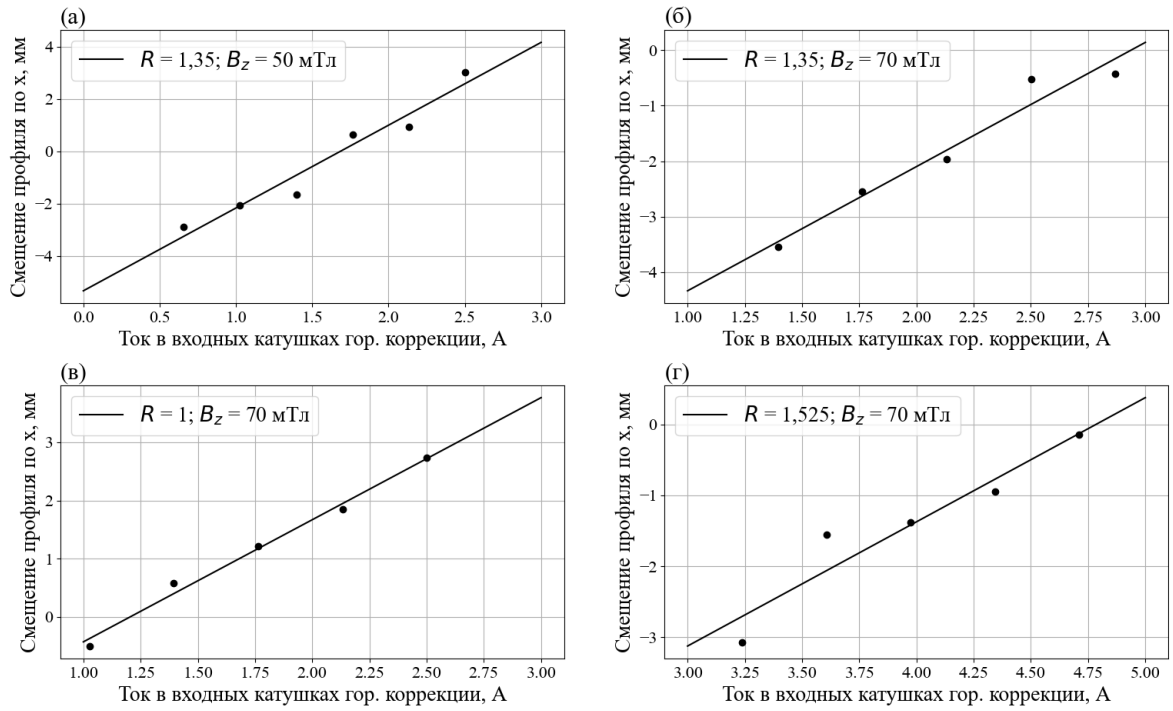 (а)
R = 1,35; B_z = 50 мТл
Смещение профиля по x, мм
4
2
0
−2
−4
0.0 0.5 1.0 1.5 2.0 2.5 3.0
Ток в входных катушках гор. коррекции, А
(б)
R = 1,35; B_z = 70 мТл
Смещение профиля по x, мм
0
−1
−2
−3
−4
1.00 1.25 1.50 1.75 2.00 2.25 2.50 2.75 3.00
Ток в входных катушках гор. коррекции, А
(в)
R = 1; B_z = 70 мТл
Смещение профиля по x, мм
3
2
1
0
1.00 1.25 1.50 1.75 2.00 2.25 2.50 2.75 3.00
Ток в входных катушках гор. коррекции, А
(г)
R = 1,525; B_z = 70 мТл
Смещение профиля по x, мм
0
−1
−2
−3
3.00 3.25 3.50 3.75 4.00 4.25 4.50 4.75 5.00
Ток в входных катушках гор. коррекции, А